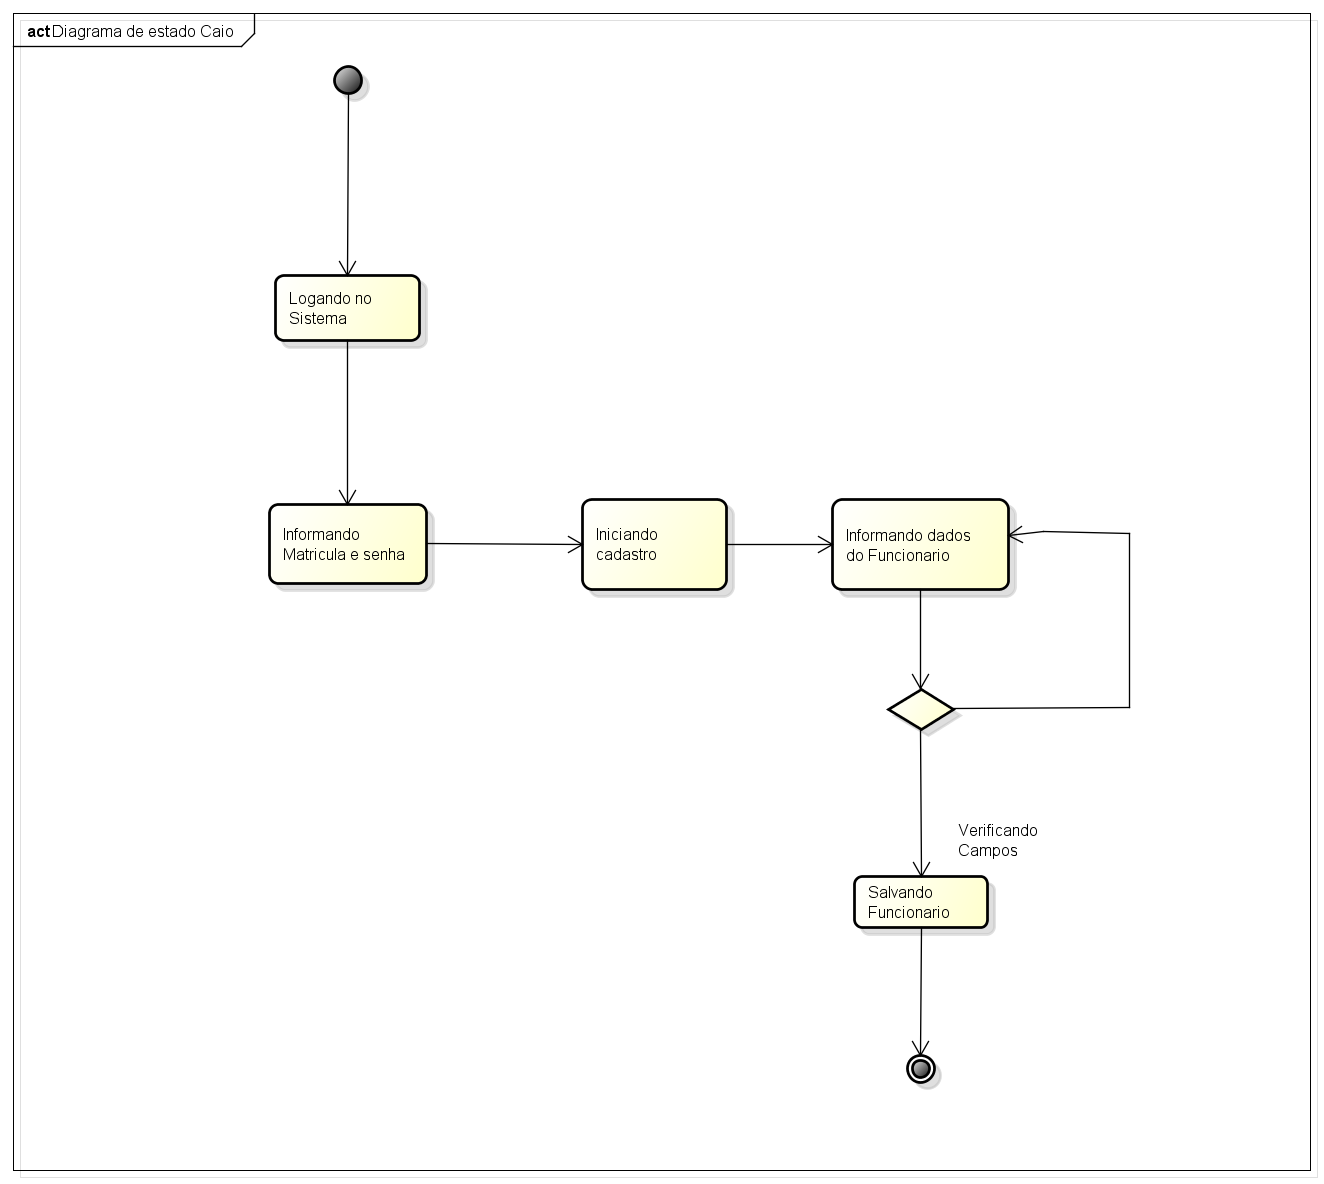 act Diagrama de estado Caio
Logando no
Sistema
Informando
Matricula e senha
Iniciando
cadastro
Informando dados
do Funcionario
Verificando
Campos
Salvando
Funcionario